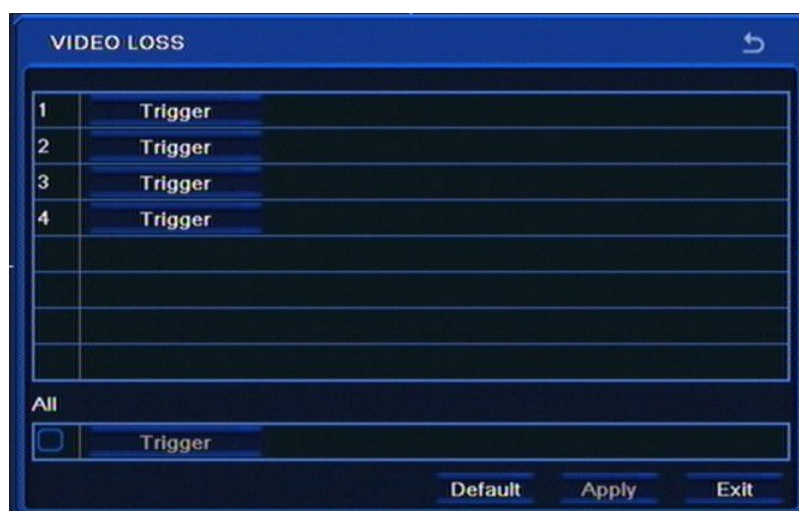 VIDEO LOSS
1 Trigger
2 Trigger
3 Trigger
4 Trigger
All
Trigger
Default Apply Exit